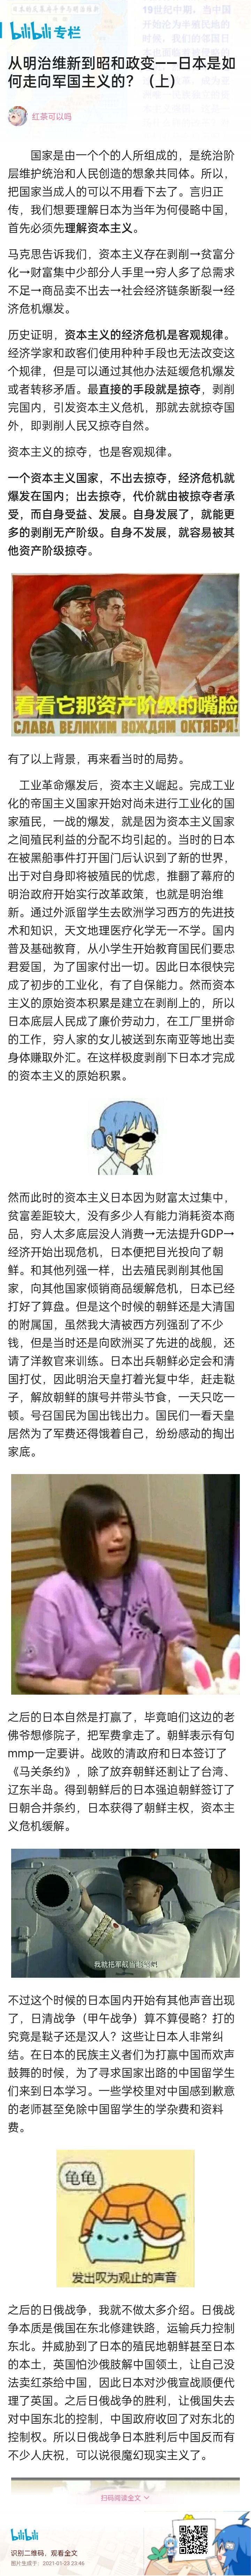 bilibili 专栏
从明治维新到昭和政变——日本是如
何走向军国主义的？（上）
红茶可以吗
国家是由一个个的人所组成的，是统治阶
层维护统治和人民创造的想象共同体。所以，
把国家当成人的可以不用看下去了。言归正
传，我们想要理解日本为当年为何侵略中国，
首先必须先理解资本主义。
马克思告诉我们，资本主义存在剥削→贫富分
化→财富集中少部分人手里→穷人多了总需求
不足→商品卖不出去→社会经济链条断裂→经
济危机爆发。
历史证明，资本主义的经济危机是客观规律。
经济学家和政客们使用种种手段也无法改变这
个规律，但是可以通过其他办法延缓危机爆发
或者转移矛盾。最直接的手段就是掠夺，剥削
完国内，引发资本主义危机，那就去就掠夺国
外，即剥削人民又掠夺自然。
资本主义的掠夺，也是客观规律。
一个资本主义国家，不出去掠夺，经济危机就
爆发在国内；出去掠夺，代价就由被掠夺者承
受，而自身受益、发展。自身发展了，就能更
多的剥削无产阶级。自身不发展，就容易被其
他资产阶级掠夺。
看看它那资产阶级的嘴脸
СЛАВА ВЕЛИКИМ ВОЖДЯМ ОКТЯБРЯ!
有了以上背景，再来看当时的局势。
工业革命爆发后，资本主义崛起。完成工业
化的帝国主义国家开始对尚未进行工业化的国
家殖民，一战的爆发，就是因为资本主义国家
之间殖民利益的分配不均引起的。当时的日本
在被黑船事件打开国门后认识到了新的世界，
出于对自身即将被殖民的忧虑，推翻了幕府的
明治政府开始实行改革政策，也就是明治维
新。通过外派留学生去欧洲学习西方的先进技
术和知识，天文地理医疗化学无一不学。国内
普及基础教育，从小学生开始教育国民们要忠
君爱国，为了国家付出一切。因此日本很快完
成了初步的工业化，有了自保能力。然而资本
主义的原始资本积累是建立在剥削上的，所以
日本底层人民成了廉价劳动力，在工厂里拼命
的工作，穷人家的女儿被送到东南亚等地出卖
身体赚取外汇。在这样极度剥削下日本才完成
的资本主义的原始积累。
然而此时的资本主义日本因为财富太过集中，
贫富差距较大，没有多少人有能力消耗资本商
品，穷人太多底层没人消费→无法提升GDP→
经济开始出现危机，日本便把目光投向了朝
鲜。和其他列强一样，出去殖民剥削其他国
家，向其他国家倾销商品缓解危机，日本已经
打好了算盘。但是这个时候的朝鲜还是大清国
的附属国，虽然我大清被西方列强刮了不少
钱，但是当时还是向欧洲买了先进的战舰，还
请了洋教官来训练。日本出兵朝鲜必定会和清
国打仗，因此明治天皇打着光复中华，赶走鞑
子，解放朝鲜的旗号并带头节食，一天只吃一
顿。号召国民为国出钱出力。国民们一看天皇
居然为了军费还得饿着自己，纷纷感动的掏出
家底。
之后的日本自然是打赢了，毕竟咱们这边的老
佛爷想修院子，把军费拿走了。朝鲜表示有句
mmp一定要讲。战败的清政府和日本签订了
《马关条约》，除了放弃朝鲜还割让了台湾、
辽东半岛。得到朝鲜后的日本强迫朝鲜签订了
日朝合并条约，日本获得了朝鲜主权，资本主
义危机缓解。
我就把军舰当鱼雷使
不过这个时候的日本国内开始有其他声音出现
了，日清战争（甲午战争）算不算侵略？打的
究竟是鞑子还是汉人？这些让日本人非常纠
结。在日本的民族主义者们为打赢中国而欢声
鼓舞的时候，为了寻求国家出路的中国留学生
们来到日本学习。一些学校里对中国感到歉意
的老师甚至免除中国留学生的学杂费和资料
费。
龟龟
发出叹为观止的声音
之后的日俄战争，我就不做太多介绍。日俄战
争本质是俄国在东北修建铁路，运输兵力控制
东北。并威胁到了日本的殖民地朝鲜甚至日本
的本土，英国怕沙俄肢解中国领土，让自己没
法卖红茶给中国，因此日本对沙俄宣战顺便代
理了英国。之后日俄战争的胜利，让俄国失去
对中国东北的控制，中国政府收回了对东北的
控制权。所以日俄战争日本胜利后中国反而有
不少人庆祝，可以说很魔幻现实主义了。
扫码阅读全文
bilibili
识别二维码，观看全文
图片生成于：2021-01-23 23:46